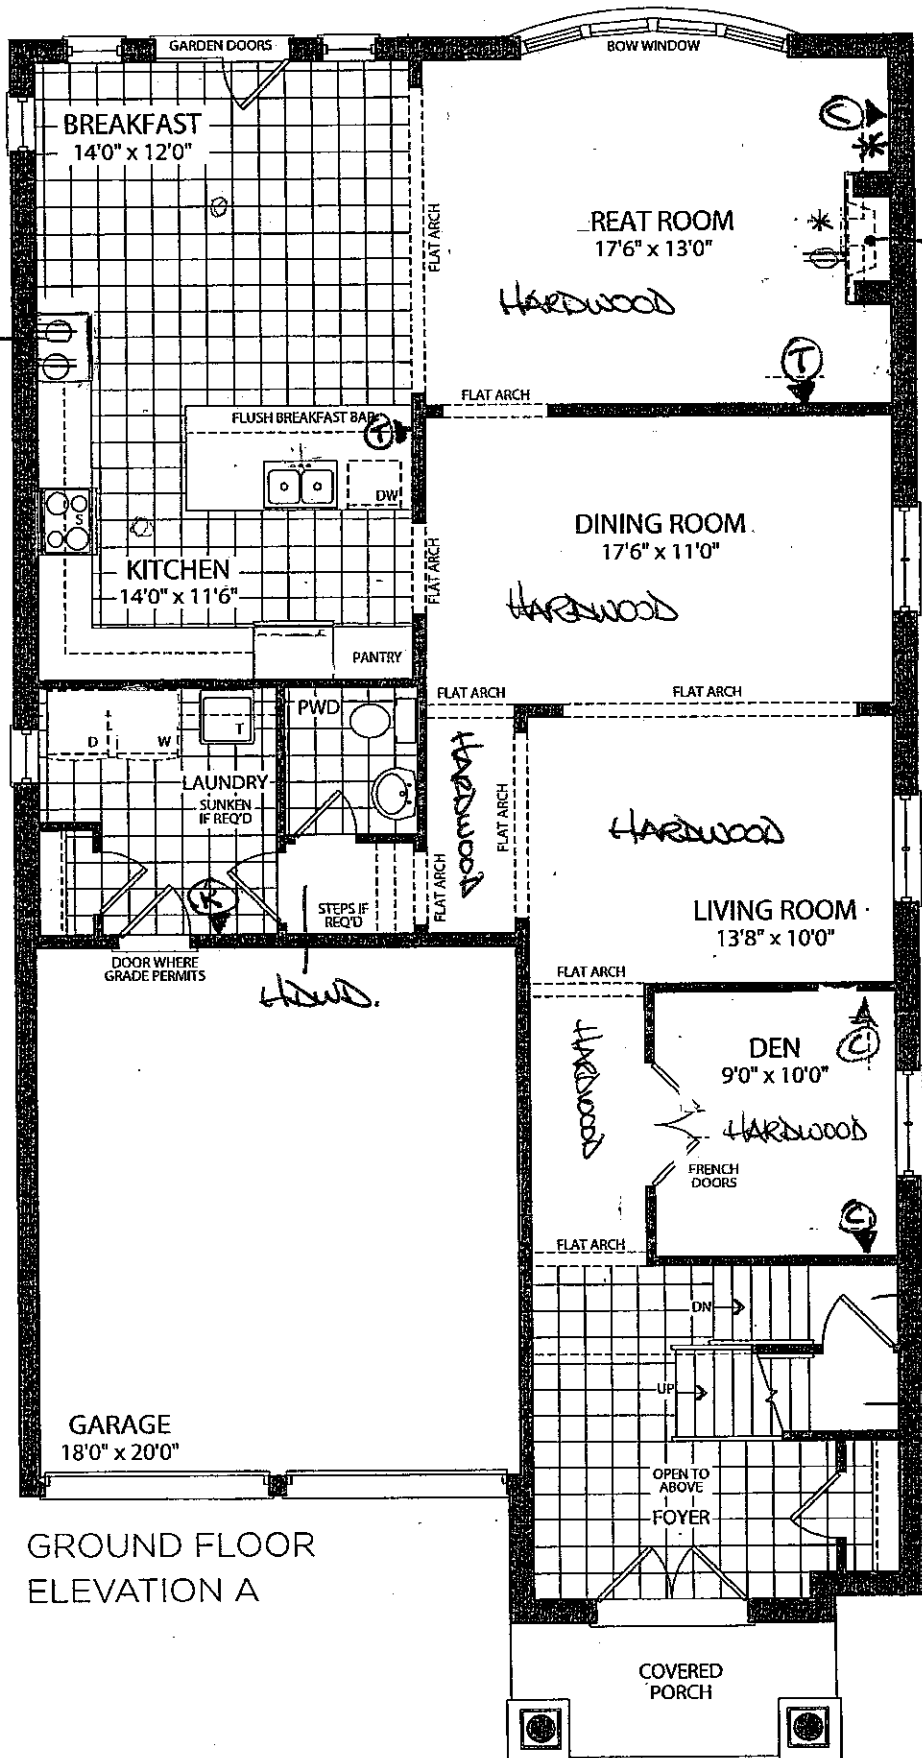 GARDEN DOORS
BOW WINDOW
BREAKFAST
14'0" x 12'0"
C
*
FLAT ARCH
REAT ROOM
17'6" x 13'0"
*
HARDWOOD
T
FLAT ARCH
FLUSH BREAKFAST BAR
T
DW
S
DINING ROOM
17'6" x 11'0"
KITCHEN
14'0" x 11'6"
FLAT ARCH
HARDWOOD
PANTRY
FLAT ARCH
FLAT ARCH
PWD
D
W
T
LAUNDRY
SUNKEN
IF REQ'D
HARDWOOD
FLAT ARCH
HARDWOOD
K
STEPS IF
REQ'D
FLAT ARCH
LIVING ROOM
13'8" x 10'0"
DOOR WHERE
GRADE PERMITS
HDWD.
FLAT ARCH
HARDWOOD
DEN
9'0" x 10'0"
C
HARDWOOD
FRENCH
DOORS
C
FLAT ARCH
DN
UP
GARAGE
18'0" x 20'0"
OPEN TO
ABOVE
FOYER
GROUND FLOOR
ELEVATION A
COVERED
PORCH